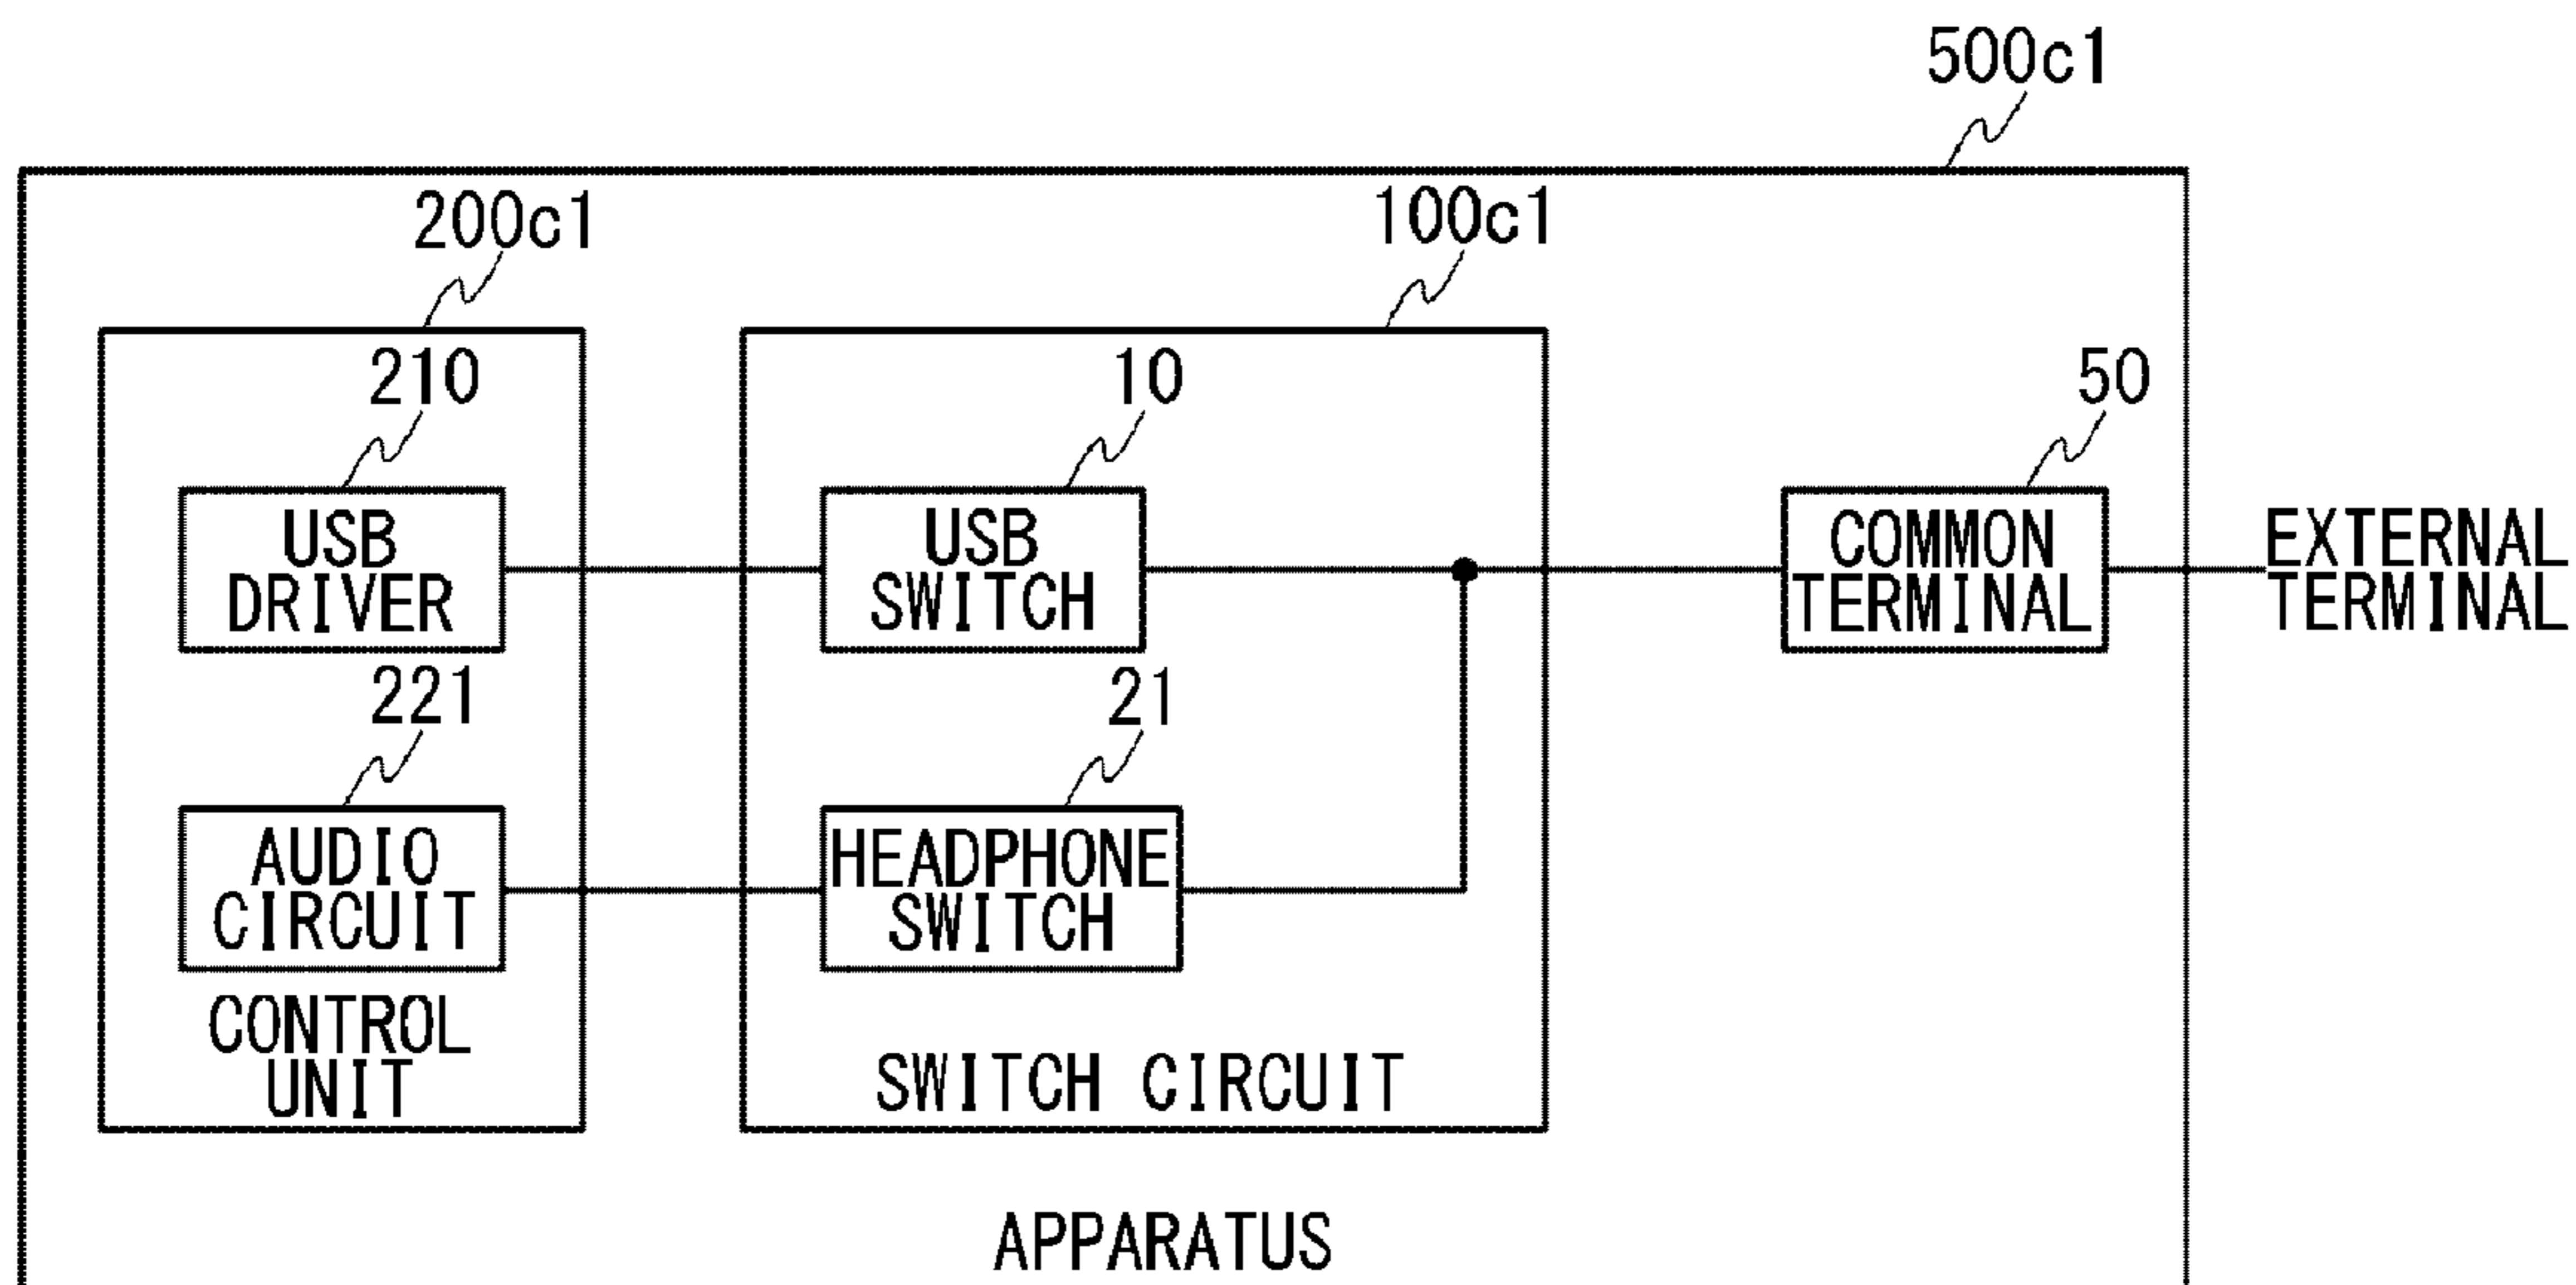 500c1
200c1
100c1
210
10
50
USB
DRIVER
USB
SWITCH
COMMON
TERMINAL
EXTERNAL
TERMINAL
221
21
AUDIO
CIRCUIT
HEADPHONE
SWITCH
CONTROL
UNIT
SWITCH CIRCUIT
APPARATUS